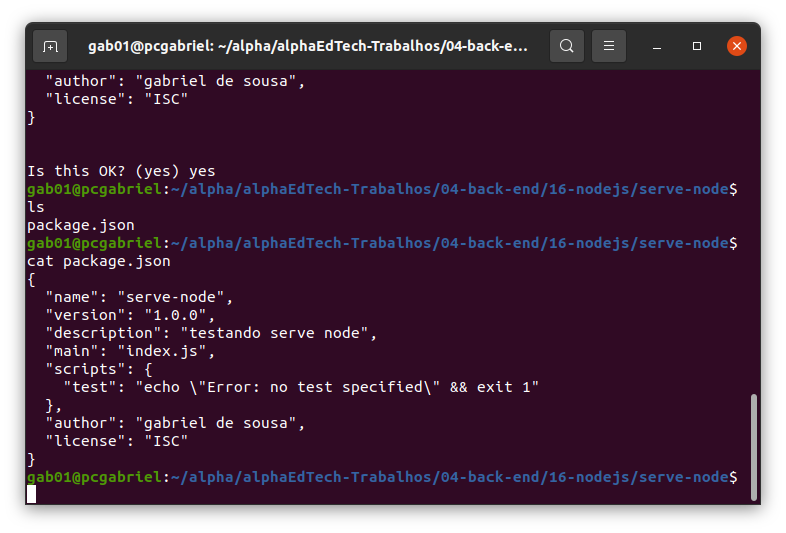 gab01@pcgabriel: ~/alpha/alphaEdTech-Trabalhos/04-back-e…
  "author": "gabriel de sousa",
  "license": "ISC"
}
Is this OK? (yes) yes
gab01@pcgabriel:~/alpha/alphaEdTech-Trabalhos/04-back-end/16-nodejs/serve-node$
ls
package.json
gab01@pcgabriel:~/alpha/alphaEdTech-Trabalhos/04-back-end/16-nodejs/serve-node$
cat package.json
{
  "name": "serve-node",
  "version": "1.0.0",
  "description": "testando serve node",
  "main": "index.js",
  "scripts": {
    "test": "echo \"Error: no test specified\" && exit 1"
  },
  "author": "gabriel de sousa",
  "license": "ISC"
}
gab01@pcgabriel:~/alpha/alphaEdTech-Trabalhos/04-back-end/16-nodejs/serve-node$